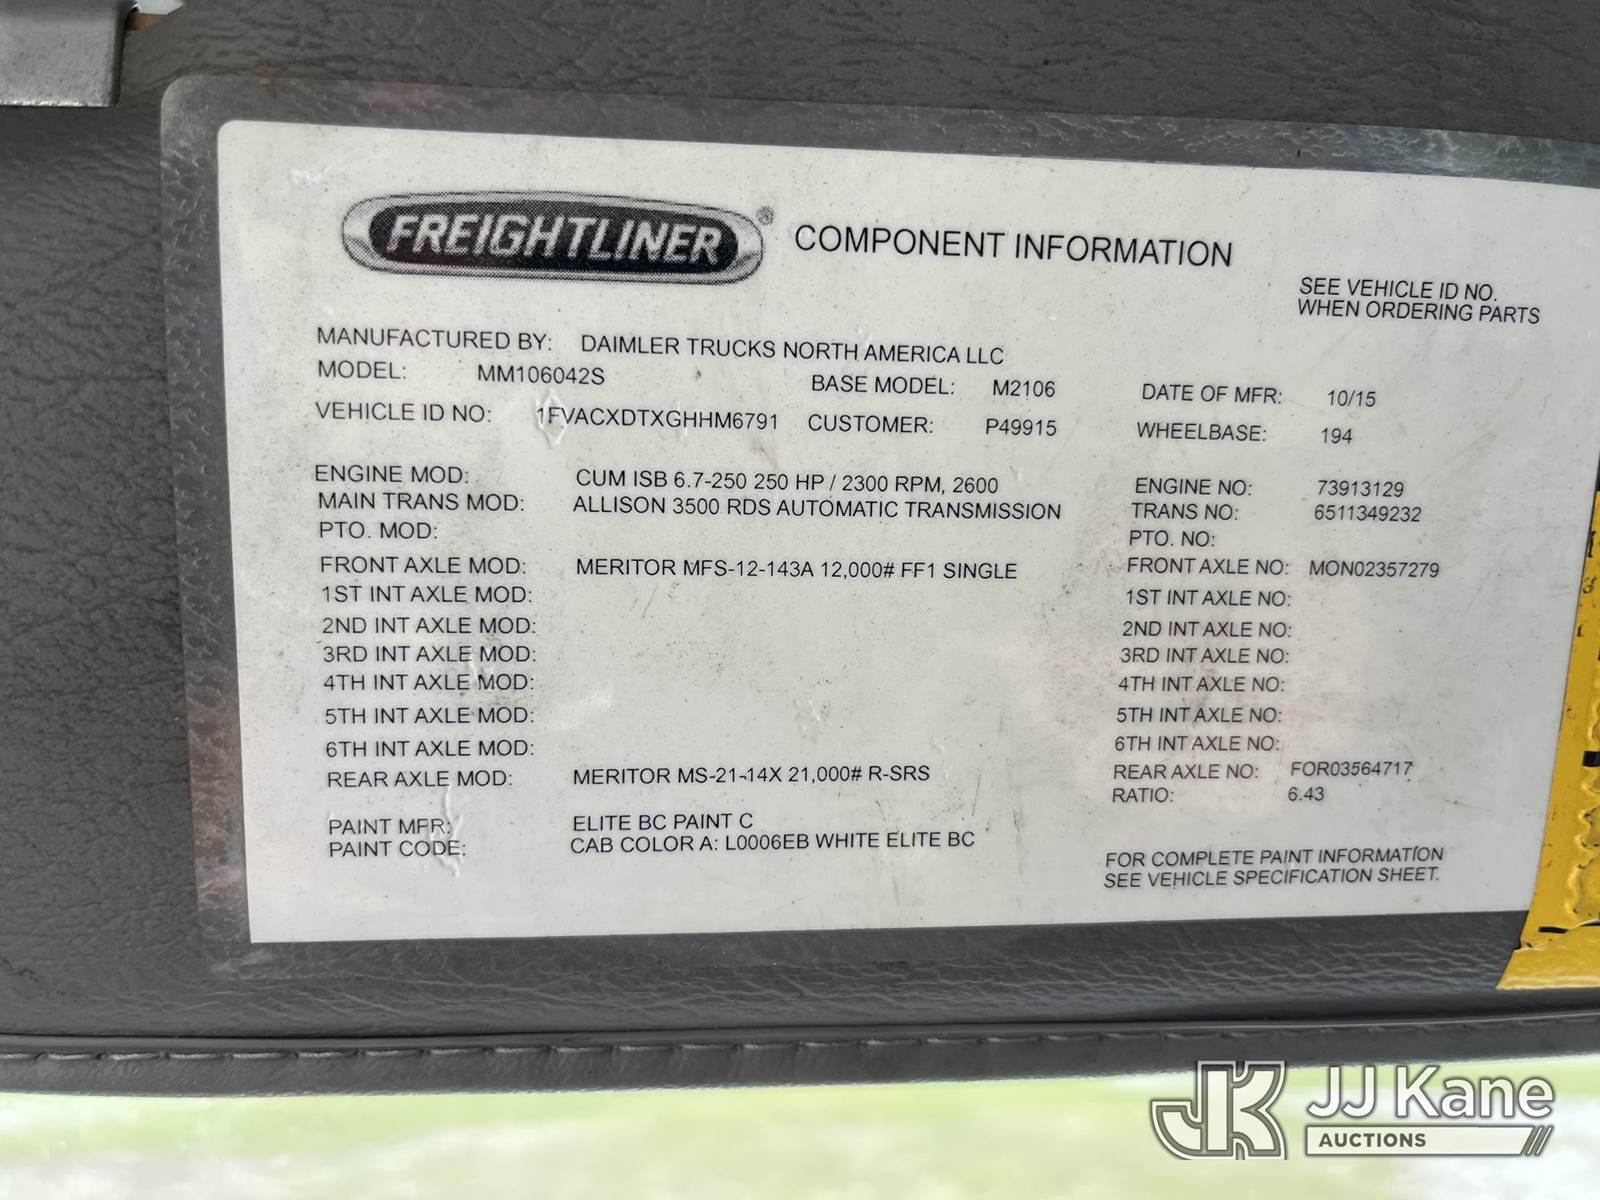 FREIGHTLINER® COMPONENT INFORMATION
SEE VEHICLE ID NO.
WHEN ORDERING PARTS
MANUFACTURED BY: DAIMLER TRUCKS NORTH AMERICA LLC
MODEL: MM106042S BASE MODEL: M2106 DATE OF MFR: 10/15
VEHICLE ID NO: 1FVACXDTXGHHM6791 CUSTOMER: P49915 WHEELBASE: 194
ENGINE MOD: CUM ISB 6.7-250 250 HP / 2300 RPM, 2600 ENGINE NO: 73913129
MAIN TRANS MOD: ALLISON 3500 RDS AUTOMATIC TRANSMISSION TRANS NO: 6511349232
PTO. MOD: PTO. NO:
FRONT AXLE MOD: MERITOR MFS-12-143A 12,000# FF1 SINGLE FRONT AXLE NO: MON02357279
1ST INT AXLE MOD: 1ST INT AXLE NO:
2ND INT AXLE MOD: 2ND INT AXLE NO:
3RD INT AXLE MOD: 3RD INT AXLE NO:
4TH INT AXLE MOD: 4TH INT AXLE NO:
5TH INT AXLE MOD: 5TH INT AXLE NO:
6TH INT AXLE MOD: 6TH INT AXLE NO:
REAR AXLE MOD: MERITOR MS-21-14X 21,000# R-SRS REAR AXLE NO: FOR03564717
RATIO: 6.43
PAINT MFR: ELITE BC PAINT C
PAINT CODE: CAB COLOR A: L0006EB WHITE ELITE BC
FOR COMPLETE PAINT INFORMATION
SEE VEHICLE SPECIFICATION SHEET.
JK JJ Kane
AUCTIONS